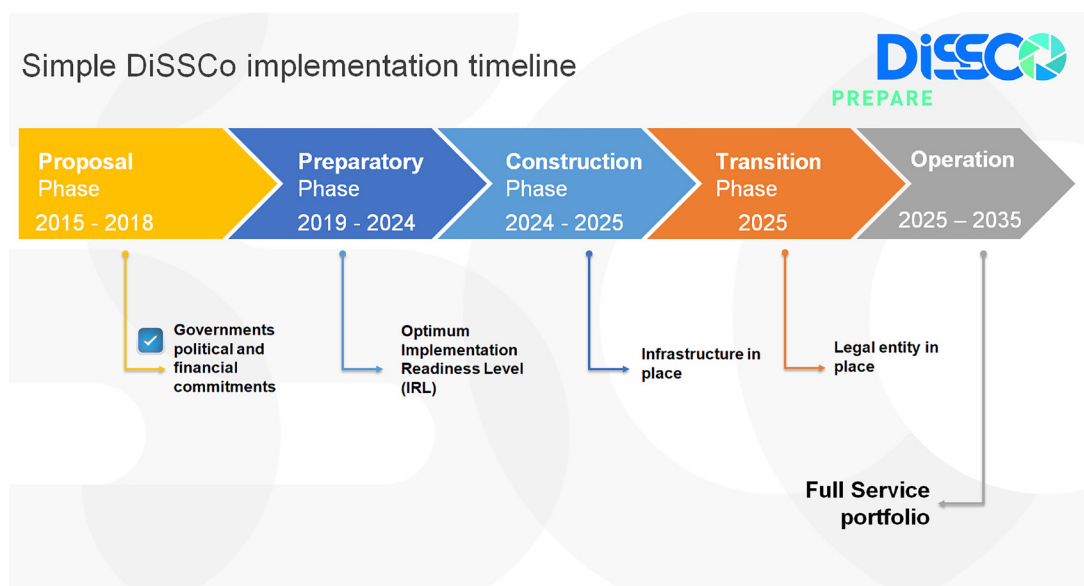 Simple DiSSCo implementation timeline
DiSSCO
PREPARE
Proposal
Phase
2015 - 2018
Preparatory
Phase
2019 - 2024
Construction
Phase
2024 - 2025
Transition
Phase
2025
Operation
2025 – 2035
Governments
political and
financial
commitments
Optimum
Implementation
Readiness Level
(IRL)
Infrastructure in
place
Legal entity in
place
Full Service
portfolio